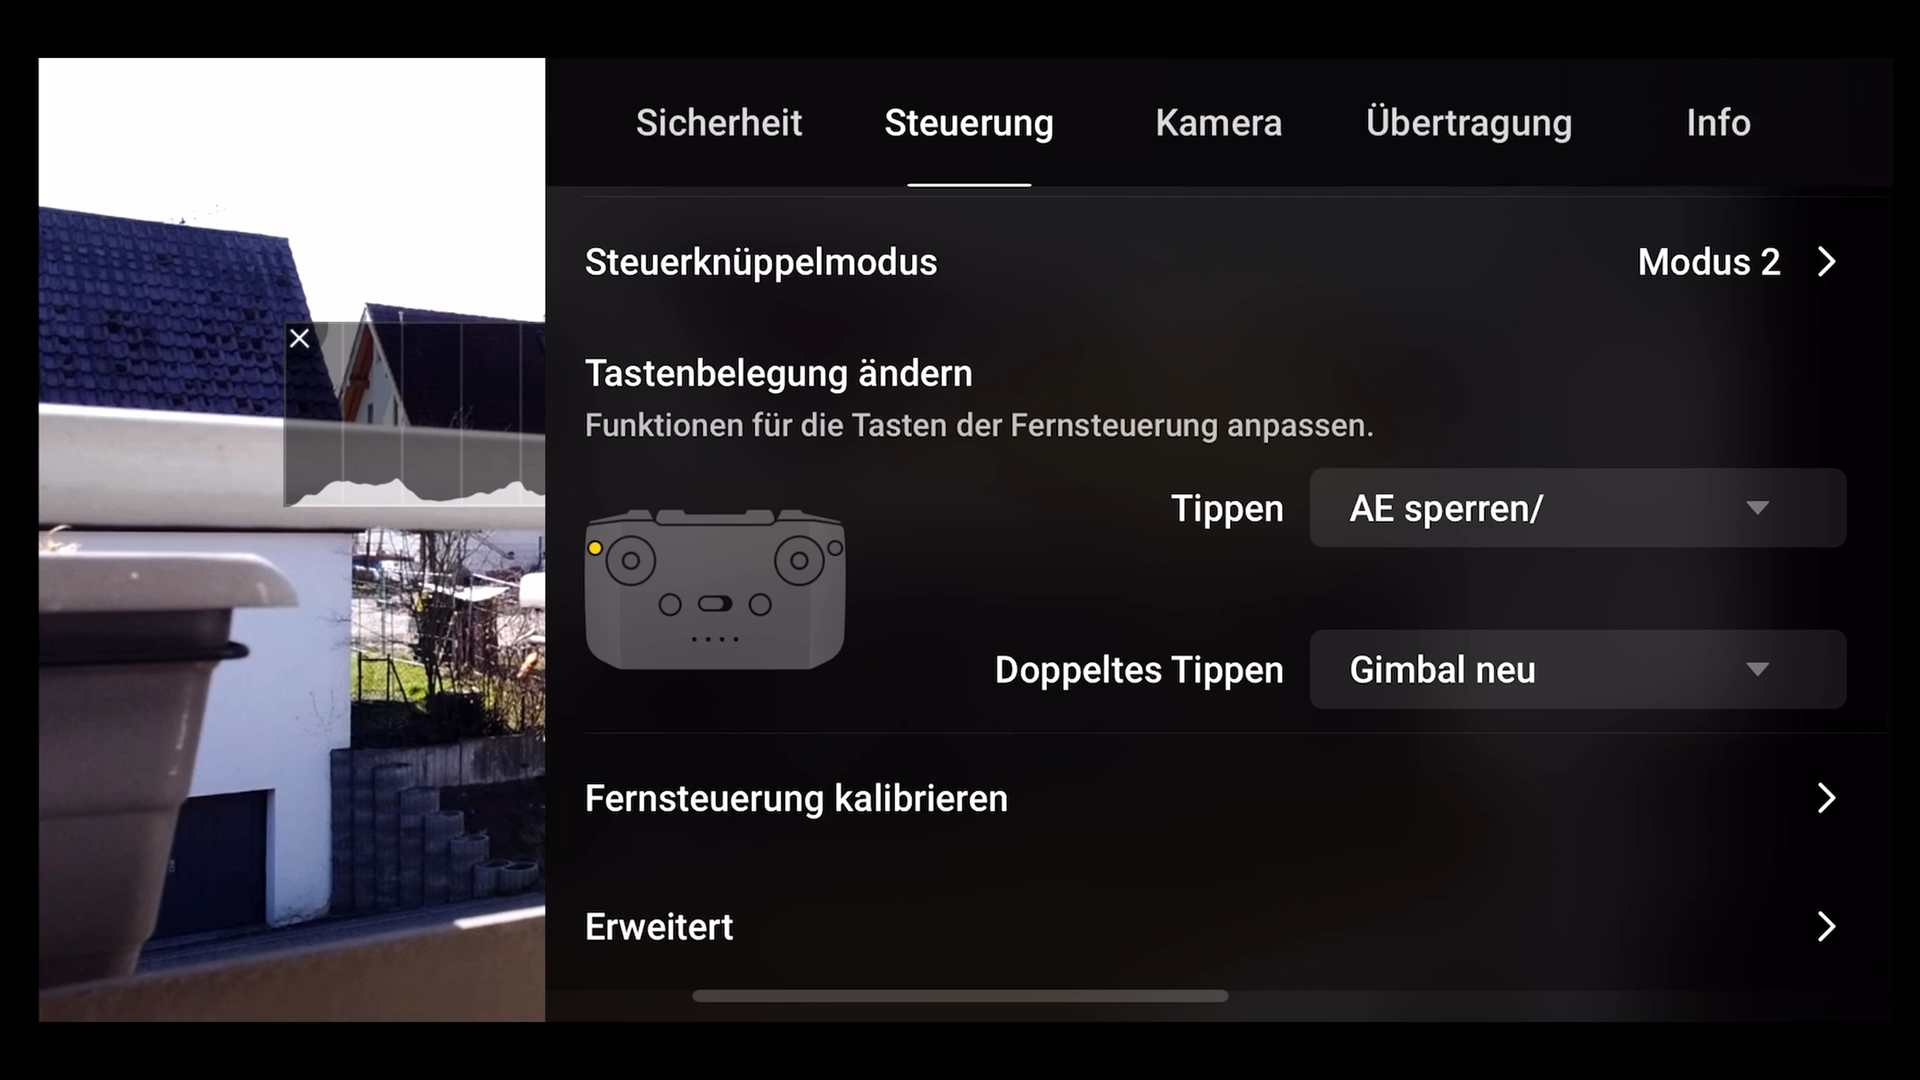 Sicherheit Steuerung Kamera Übertragung Info
Steuerknüppelmodus Modus 2
Tastenbelegung ändern
Funktionen für die Tasten der Fernsteuerung anpassen.
Tippen AE sperren/
Doppeltes Tippen Gimbal neu
Fernsteuerung kalibrieren
Erweitert